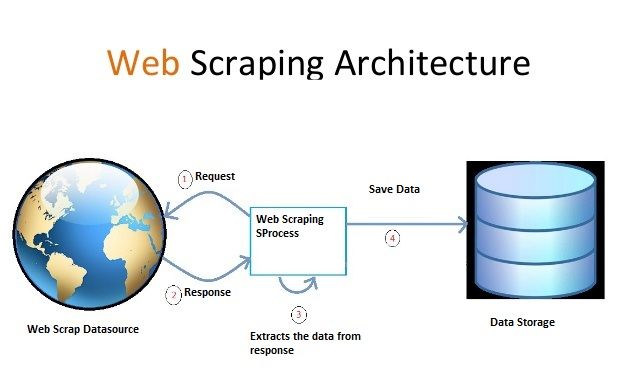 Web Scraping Architecture
1 Request
Save Data
Web Scraping
SProcess
4
2 Response
3
Web Scrap Datasource
Extracts the data from
response
Data Storage